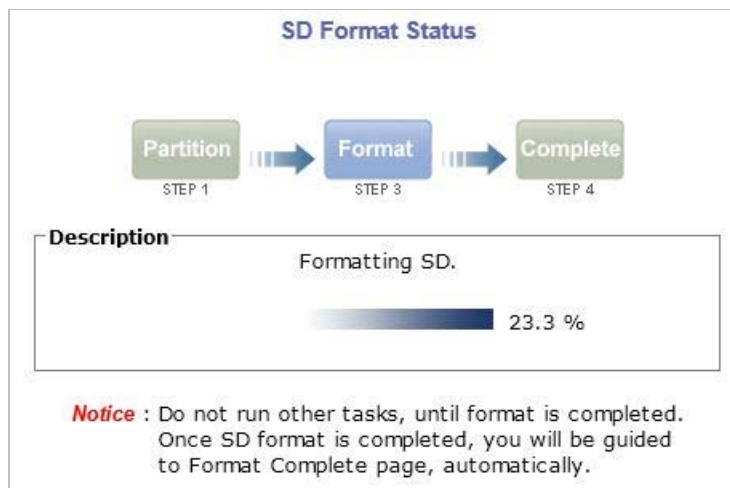 SD Format Status
Partition
Format
Complete
STEP 1
STEP 3
STEP 4
Description
Formatting SD.
23.3 %
Notice : Do not run other tasks, until format is completed.
Once SD format is completed, you will be guided
to Format Complete page, automatically.